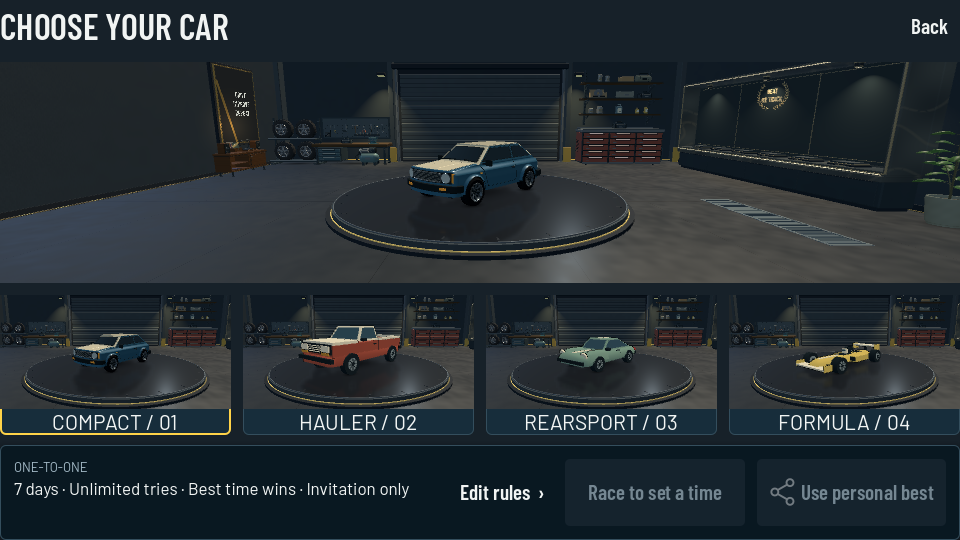 CHOOSE YOUR CAR
Back
COMPACT / 01
HAULER / 02
REARSPORT / 03
FORMULA / 04
ONE-TO-ONE
7 days · Unlimited tries · Best time wins · Invitation only
Edit rules ›
Race to set a time
Use personal best